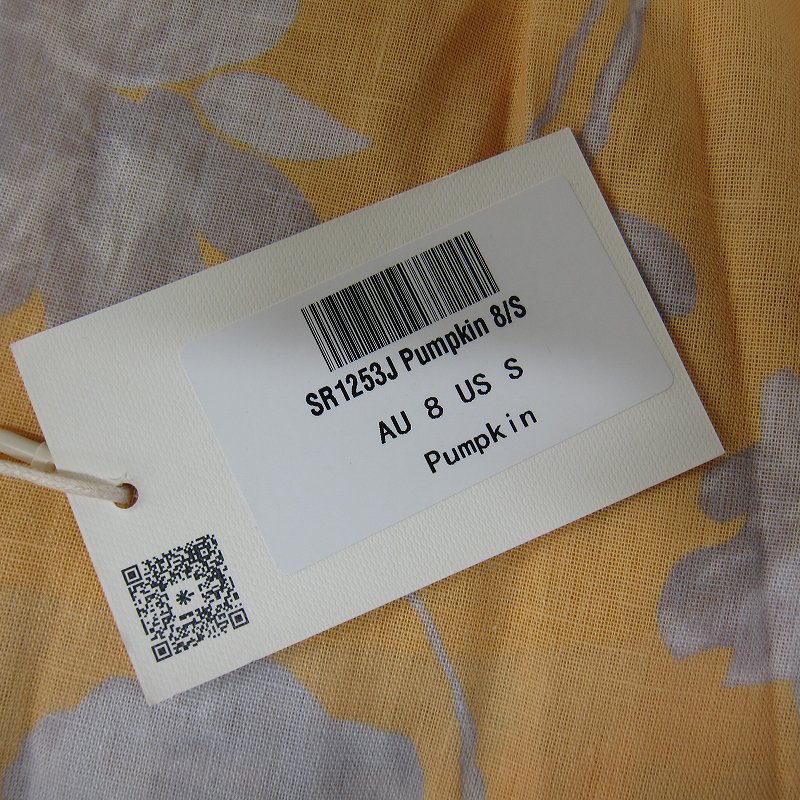 SR1253J Pumpkin 8/S
AU 8 US S
Pumpkin